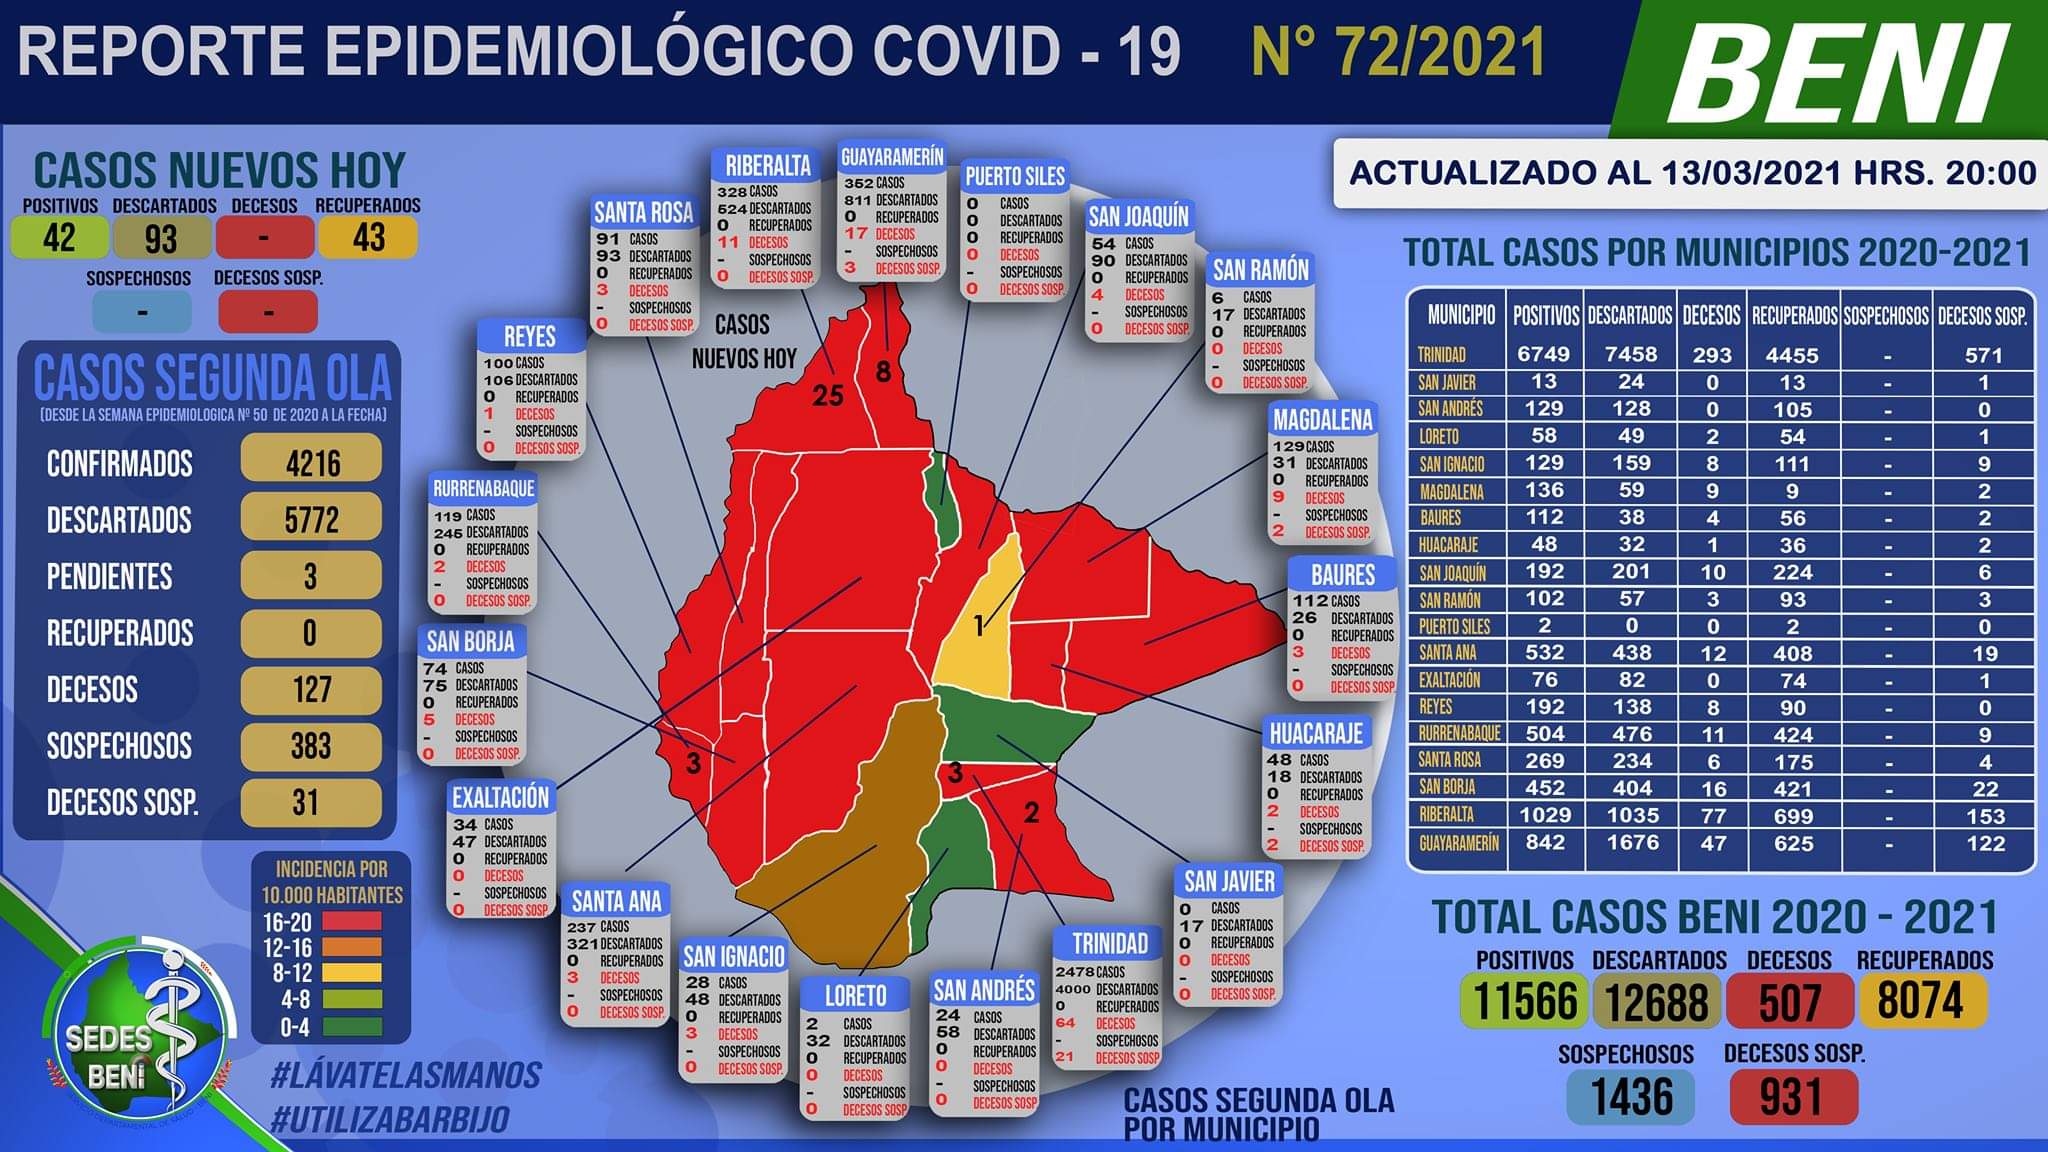 REPORTE EPIDEMIOLÓGICO COVID - 19 N° 72/2021
BENI
ACTUALIZADO AL 13/03/2021 HRS. 20:00
CASOS NUEVOS HOY
POSITIVOS DESCARTADOS DECESOS RECUPERADOS
42 93 - 43
SOSPECHOSOS DECESOS SOSP.
- -
CASOS SEGUNDA OLA
(DESDE LA SEMANA EPIDEMIOLOGICA Nº 50 DE 2020 A LA FECHA)
CONFIRMADOS 4216
DESCARTADOS 5772
PENDIENTES 3
RECUPERADOS 0
DECESOS 127
SOSPECHOSOS 383
DECESOS SOSP. 31
INCIDENCIA POR
10.000 HABITANTES
16-20
12-16
8-12
4-8
0-4
SEDES
BENI
#LÁVATELASMANOS
#UTILIZABARBIJO
CASOS
NUEVOS HOY
25
8
1
3
3
2
RIBERALTA
328 CASOS
524 DESCARTADOS
0 RECUPERADOS
11 DECESOS
- SOSPECHOSOS
0 DECESOS SOSP.
GUAYARAMERÍN
352 CASOS
811 DESCARTADOS
0 RECUPERADOS
17 DECESOS
- SOSPECHOSOS
3 DECESOS SOSP.
PUERTO SILES
0 CASOS
0 DESCARTADOS
0 RECUPERADOS
0 DECESOS
- SOSPECHOSOS
0 DECESOS SOSP.
SAN JOAQUÍN
54 CASOS
90 DESCARTADOS
0 RECUPERADOS
4 DECESOS
- SOSPECHOSOS
0 DECESOS SOSP.
SAN RAMÓN
6 CASOS
17 DESCARTADOS
0 RECUPERADOS
0 DECESOS
- SOSPECHOSOS
0 DECESOS SOSP.
MAGDALENA
129 CASOS
31 DESCARTADOS
0 RECUPERADOS
9 DECESOS
- SOSPECHOSOS
2 DECESOS SOSP.
BAURES
112 CASOS
26 DESCARTADOS
0 RECUPERADOS
3 DECESOS
- SOSPECHOSOS
0 DECESOS SOSP.
HUACARAJE
48 CASOS
18 DESCARTADOS
0 RECUPERADOS
2 DECESOS
- SOSPECHOSOS
2 DECESOS SOSP.
SAN JAVIER
0 CASOS
17 DESCARTADOS
0 RECUPERADOS
0 DECESOS
- SOSPECHOSOS
0 DECESOS SOSP.
TRINIDAD
2478 CASOS
4000 DESCARTADOS
0 RECUPERADOS
64 DECESOS
- SOSPECHOSOS
21 DECESOS SOSP
SAN ANDRÉS
24 CASOS
58 DESCARTADOS
0 RECUPERADOS
0 DECESOS
- SOSPECHOSOS
0 DECESOS SOSP
LORETO
2 CASOS
32 DESCARTADOS
0 RECUPERADOS
0 DECESOS
- SOSPECHOSOS
0 DECESOS SOSP
SAN IGNACIO
28 CASOS
48 DESCARTADOS
0 RECUPERADOS
3 DECESOS
- SOSPECHOSOS
0 DECESOS SOSP.
SANTA ANA
237 CASOS
321 DESCARTADOS
0 RECUPERADOS
3 DECESOS
- SOSPECHOSOS
0 DECESOS SOSP.
EXALTACIÓN
34 CASOS
47 DESCARTADOS
0 RECUPERADOS
0 DECESOS
- SOSPECHOSOS
0 DECESOS SOSP
SAN BORJA
74 CASOS
75 DESCARTADOS
0 RECUPERADOS
5 DECESOS
- SOSPECHOSOS
0 DECESOS SOSP.
RURRENABAQUE
119 CASOS
245 DESCARTADOS
0 RECUPERADOS
2 DECESOS
- SOSPECHOSOS
0 DECESOS SOSP.
REYES
100 CASOS
106 DESCARTADOS
0 RECUPERADOS
1 DECESOS
- SOSPECHOSOS
0 DECESOS SOSP.
SANTA ROSA
91 CASOS
93 DESCARTADOS
0 RECUPERADOS
3 DECESOS
- SOSPECHOSOS
0 DECESOS SOSP.
CASOS SEGUNDA OLA
POR MUNICIPIO
TOTAL CASOS POR MUNICIPIOS 2020-2021
MUNICIPIO POSITIVOS DESCARTADOS DECESOS RECUPERADOS SOSPECHOSOS DECESOS SOSP.
TRINIDAD 6749 7458 293 4455 - 571
SAN JAVIER 13 24 0 13 - 1
SAN ANDRÉS 129 128 0 105 - 0
LORETO 58 49 2 54 - 1
SAN IGNACIO 129 159 8 111 - 9
MAGDALENA 136 59 9 9 - 2
BAURES 112 38 4 56 - 2
HUACARAJE 48 32 1 36 - 2
SAN JOAQUÍN 192 201 10 224 - 6
SAN RAMÓN 102 57 3 93 - 3
PUERTO SILES 2 0 0 2 - 0
SANTA ANA 532 438 12 408 - 19
EXALTACIÓN 76 82 0 74 - 1
REYES 192 138 8 90 - 0
RURRENABAQUE 504 476 11 424 - 9
SANTA ROSA 269 234 6 175 - 4
SAN BORJA 452 404 16 421 - 22
RIBERALTA 1029 1035 77 699 - 153
GUAYARAMERÍN 842 1676 47 625 - 122
TOTAL CASOS BENI 2020 - 2021
POSITIVOS DESCARTADOS DECESOS RECUPERADOS
11566 12688 507 8074
SOSPECHOSOS DECESOS SOSP.
1436 931